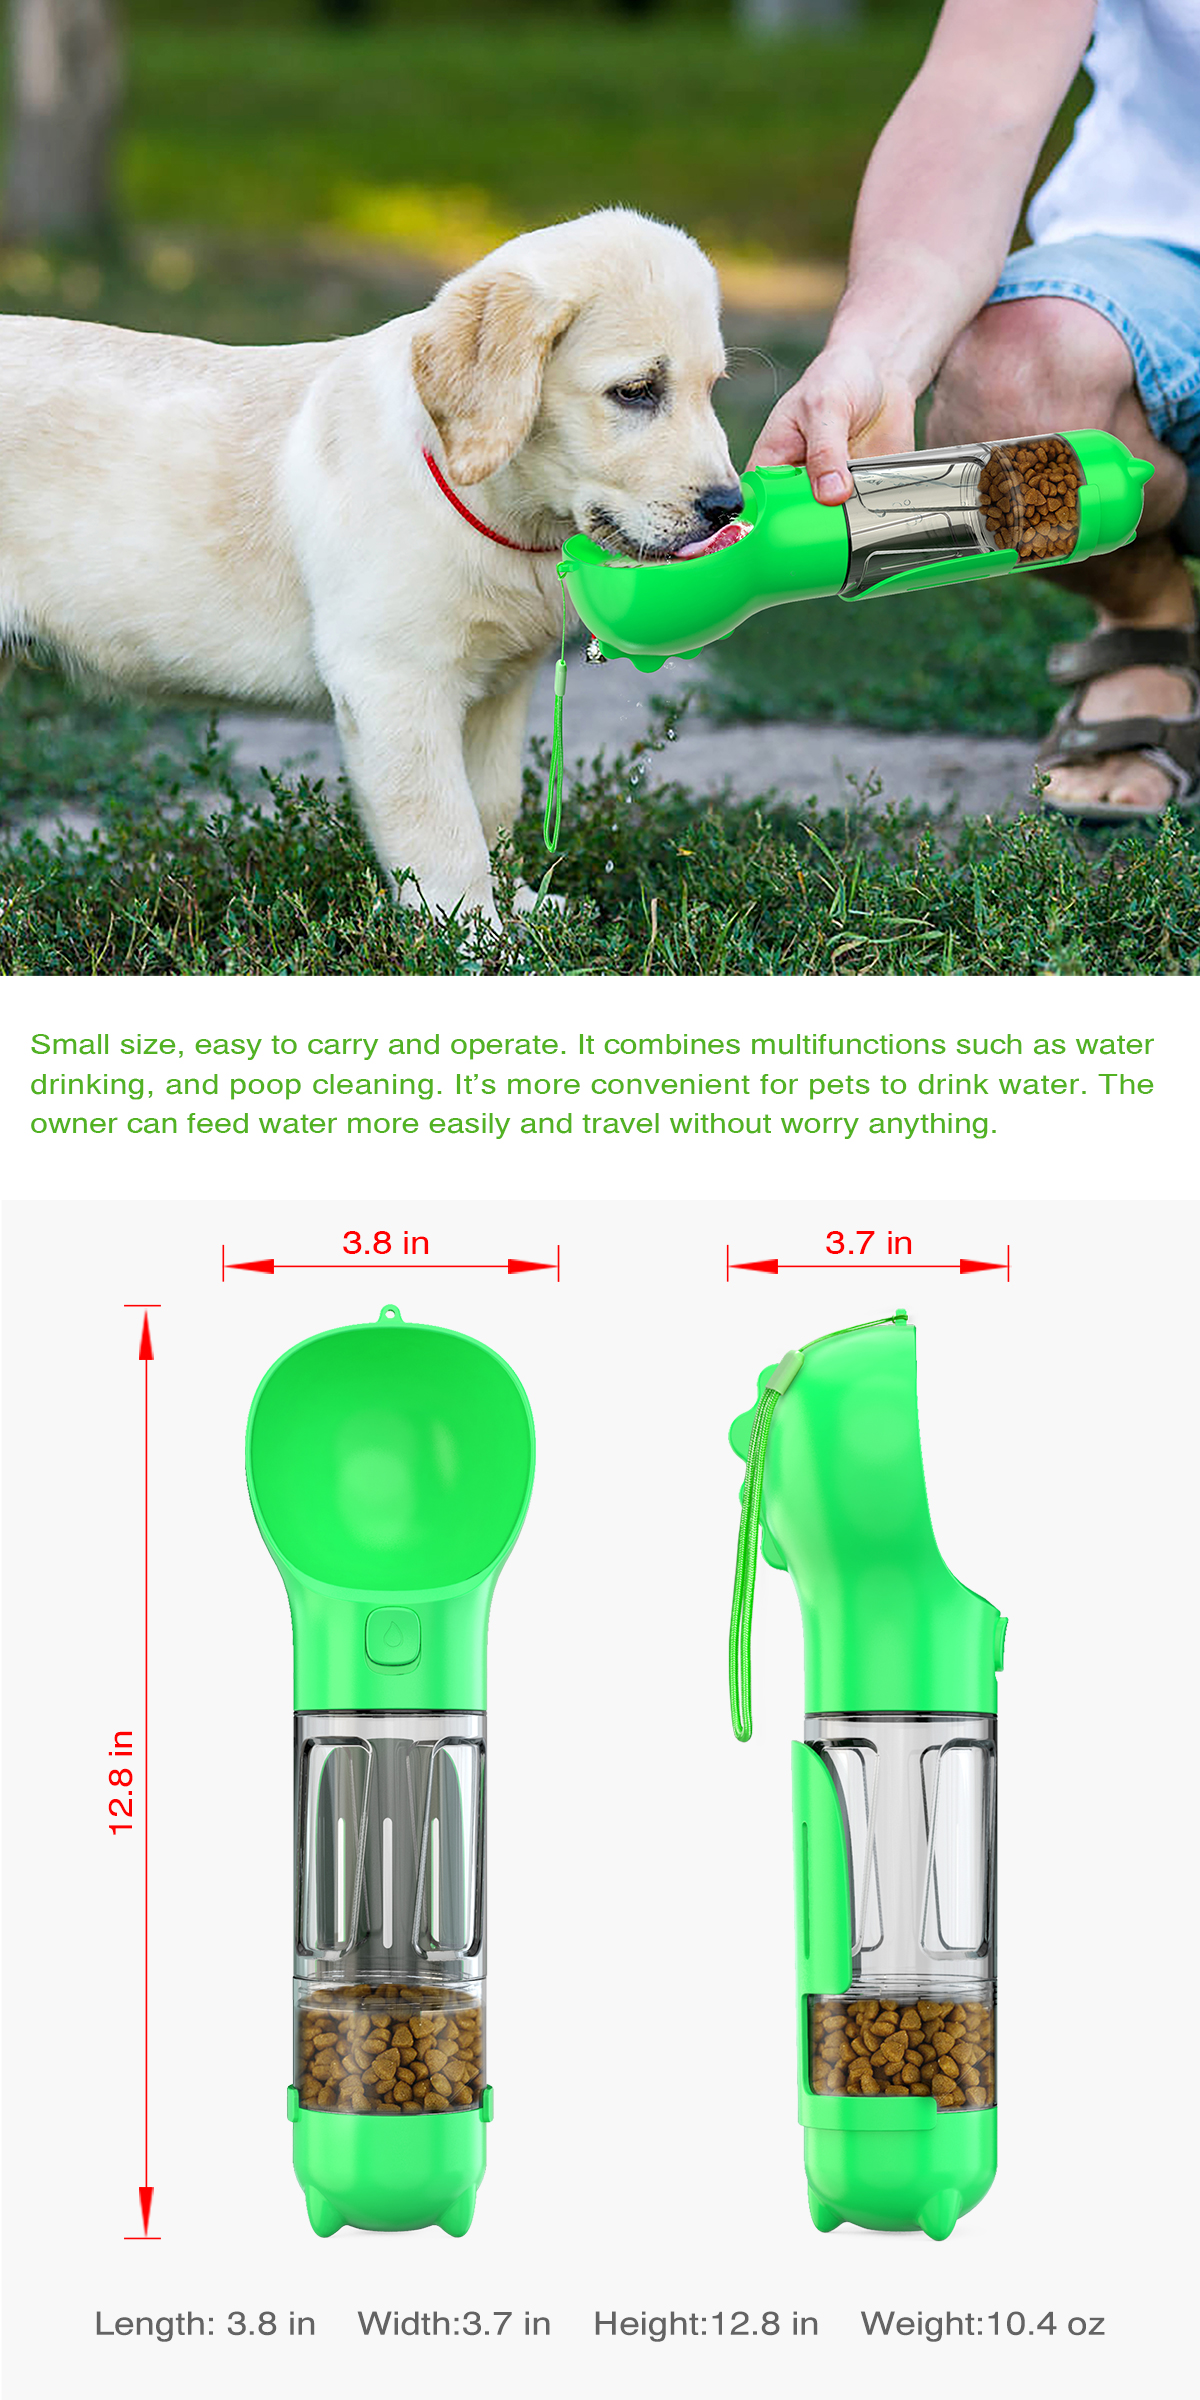 Small size, easy to carry and operate. It combines multifunctions such as water
drinking, and poop cleaning. It’s more convenient for pets to drink water. The
owner can feed water more easily and travel without worry anything.
3.8 in
3.7 in
12.8 in
Length: 3.8 in Width:3.7 in Height:12.8 in Weight:10.4 oz